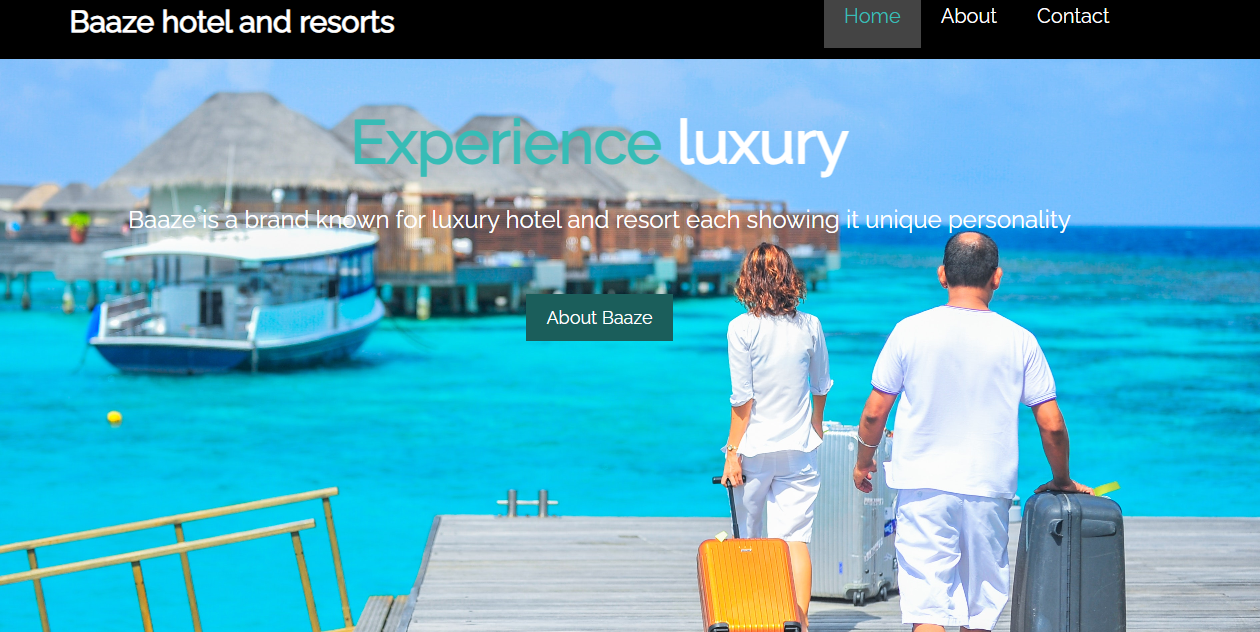 Baaze hotel and resorts
Home About Contact
Experience luxury
Baaze is a brand known for luxury hotel and resort each showing it unique personality
About Baaze